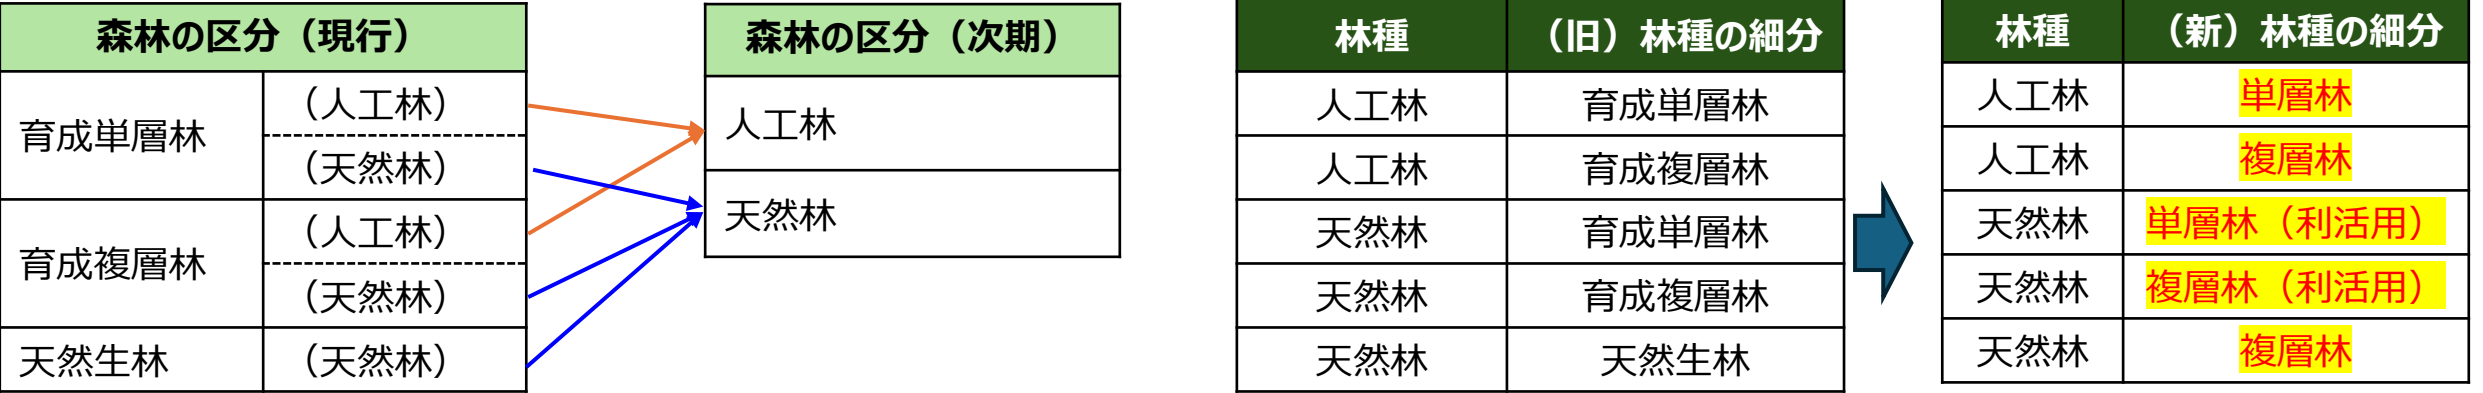 森林の区分（現行）
育成単層林
（人工林）
（天然林）
育成複層林
（人工林）
（天然林）
天然生林
（天然林）
森林の区分（次期）
人工林
天然林
林種 （旧）林種の細分
人工林 育成単層林
人工林 育成複層林
天然林 育成単層林
天然林 育成複層林
天然林 天然生林
林種 （新）林種の細分
人工林 単層林
人工林 複層林
天然林 単層林（利活用）
天然林 複層林（利活用）
天然林 複層林